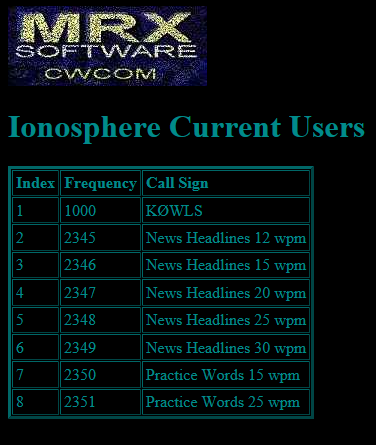 MRX
SOFTWARE
CWCOM
Ionosphere Current Users
Index Frequency Call Sign
1 1000 KØWLS
2 2345 News Headlines 12 wpm
3 2346 News Headlines 15 wpm
4 2347 News Headlines 20 wpm
5 2348 News Headlines 25 wpm
6 2349 News Headlines 30 wpm
7 2350 Practice Words 15 wpm
8 2351 Practice Words 25 wpm